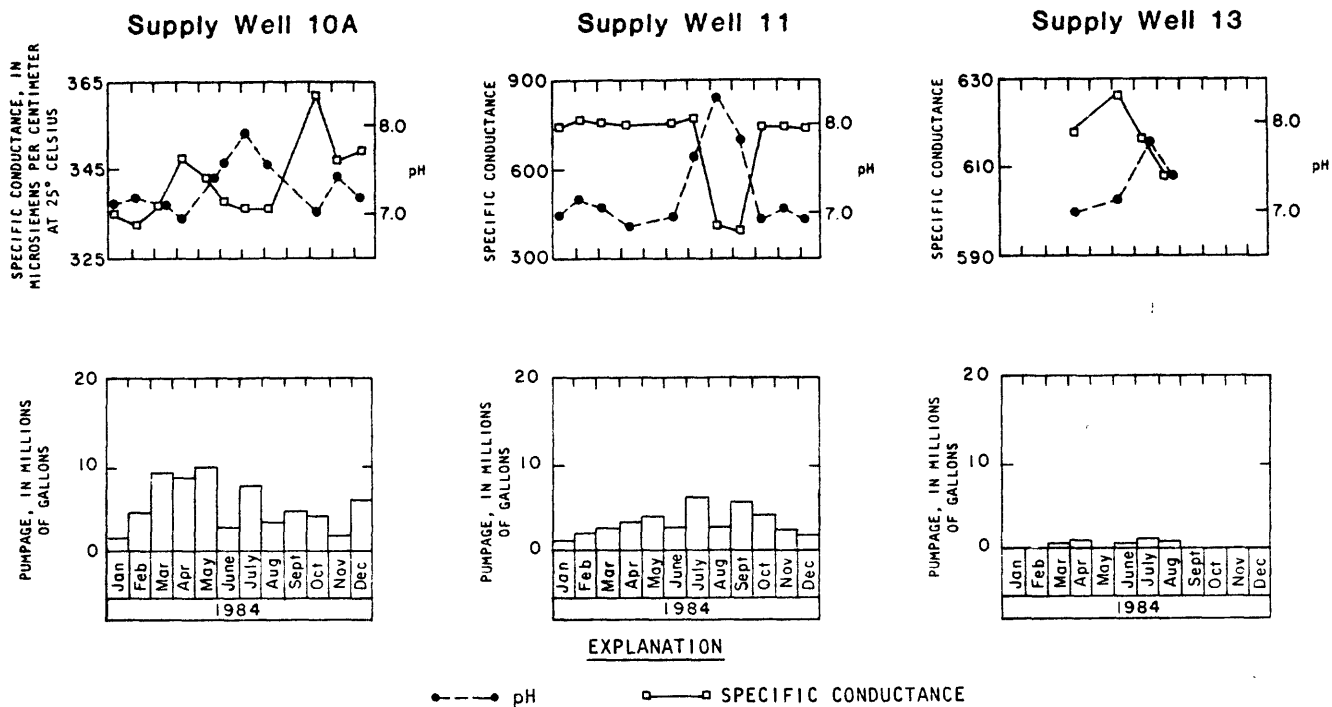 Supply Well 10A
Supply Well 11
Supply Well 13
SPECIFIC CONDUCTANCE, IN
MICROSIEMENS PER CENTIMETER
AT 25° CELSIUS
365
345
325
8.0
7.0
pH
SPECIFIC CONDUCTANCE
900
600
300
8.0
7.0
pH
SPECIFIC CONDUCTANCE
630
610
590
8.0
7.0
pH
PUMPAGE, IN MILLIONS
OF GALLONS
20
10
0
Jan
Feb
Mar
Apr
May
June
July
Aug
Sept
Oct
Nov
Dec
1984
PUMPAGE, IN MILLIONS
OF GALLONS
20
10
0
Jan
Feb
Mar
Apr
May
June
July
Aug
Sept
Oct
Nov
Dec
1984
PUMPAGE, IN MILLIONS
OF GALLONS
20
10
0
Jan
Feb
Mar
Apr
May
June
July
Aug
Sept
Oct
Nov
Dec
1984
EXPLANATION
pH
SPECIFIC CONDUCTANCE